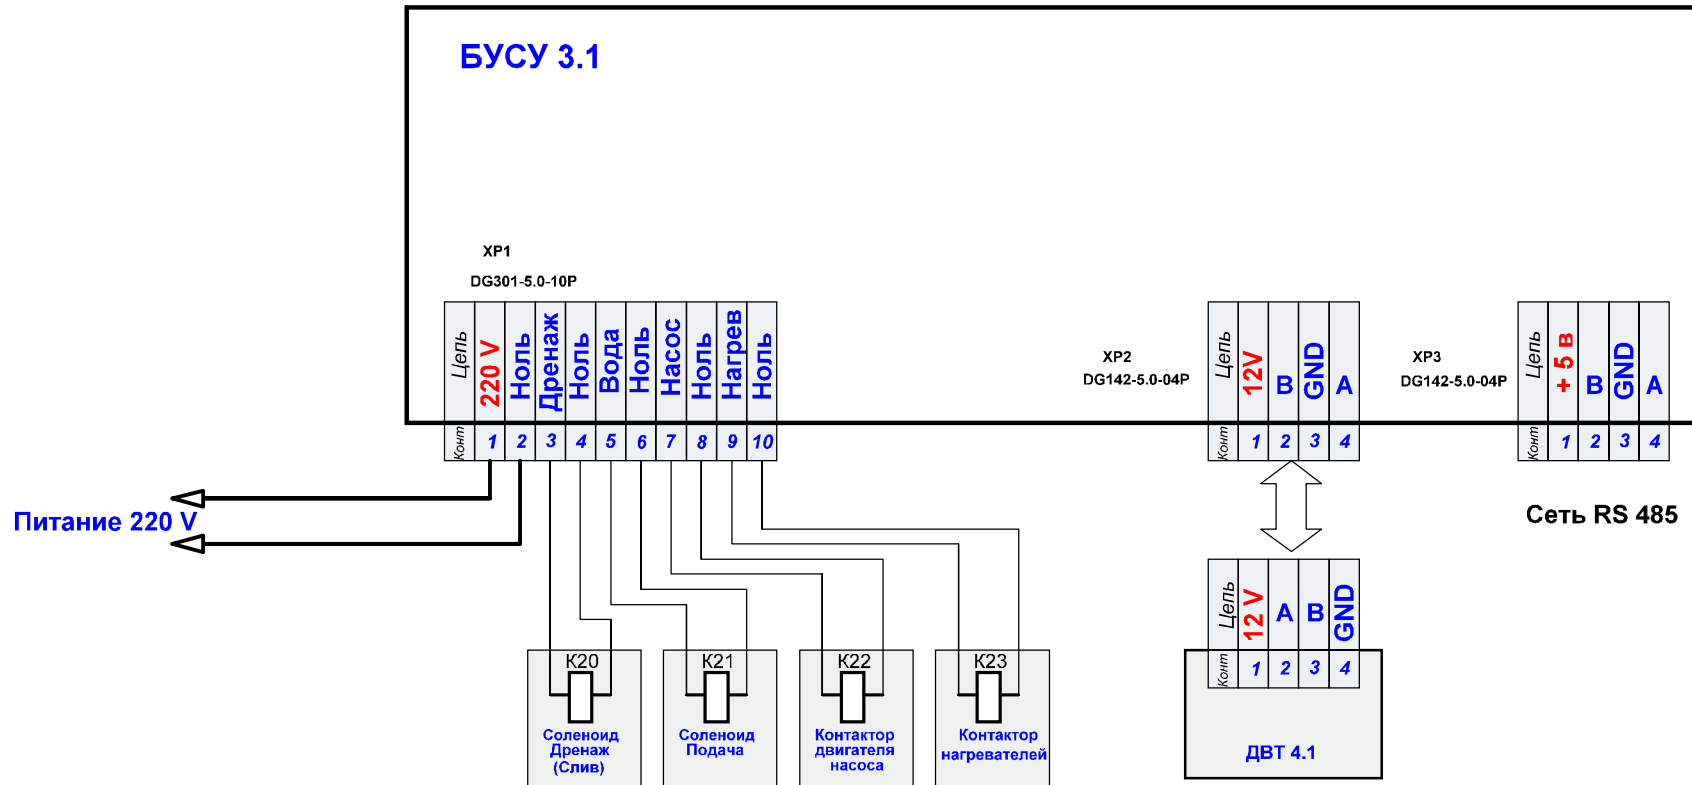 БУСУ 3.1
XP1
DG301-5.0-10P
Цепь 220 V Ноль Дренаж Ноль Вода Ноль Насос Ноль Нагрев Ноль
Конт 1 2 3 4 5 6 7 8 9 10
XP2
DG142-5.0-04P
Цепь 12V B GND A
Конт 1 2 3 4
XP3
DG142-5.0-04P
Цепь + 5 в B GND A
Конт 1 2 3 4
Питание 220 V
Сеть RS 485
Цепь 12 V A B GND
Конт 1 2 3 4
ДВТ 4.1
К20
Соленоид
Дренаж
(Слив)
К21
Соленоид
Подача
К22
Контактор
двигателя
насоса
К23
Контактор
нагревателей